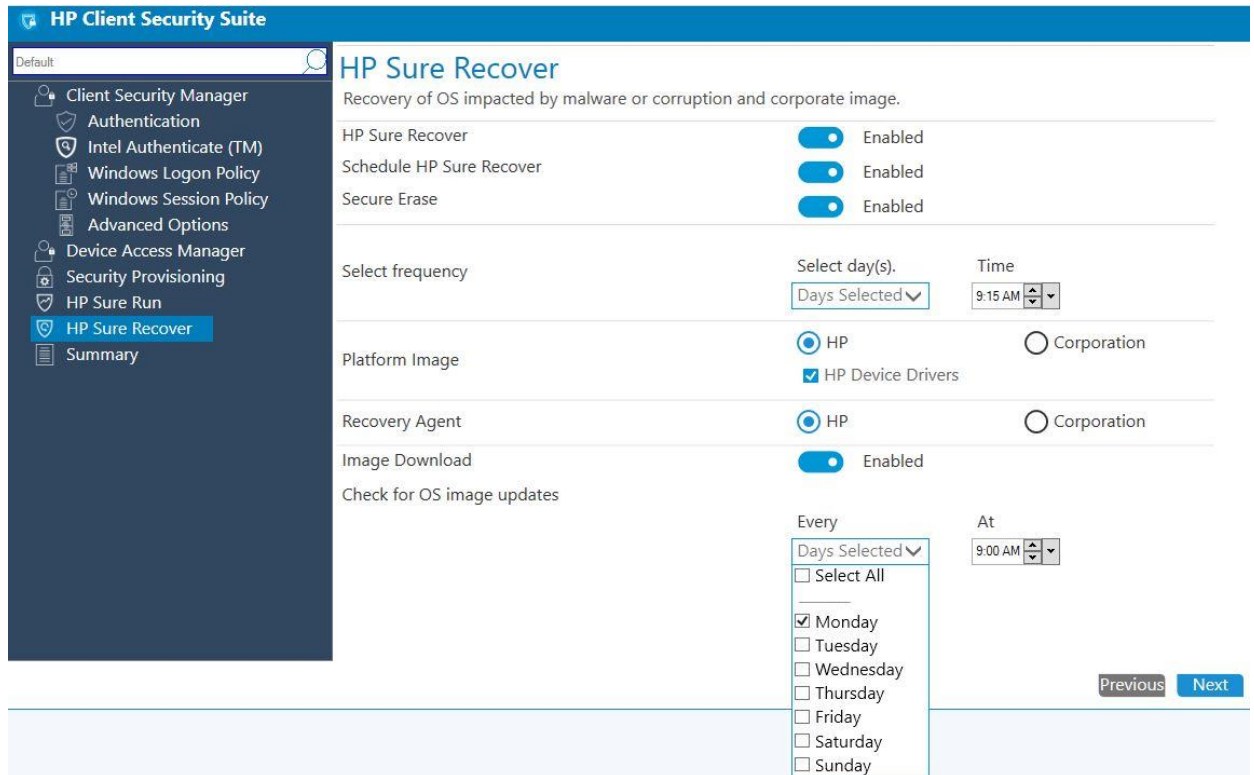 HP Client Security Suite
Default
Client Security Manager
Authentication
Intel Authenticate (TM)
Windows Logon Policy
Windows Session Policy
Advanced Options
Device Access Manager
Security Provisioning
HP Sure Run
HP Sure Recover
Summary
HP Sure Recover
Recovery of OS impacted by malware or corruption and corporate image.
HP Sure Recover Enabled
Schedule HP Sure Recover Enabled
Secure Erase Enabled
Select day(s). Time
Select frequency
Days Selected 9:15 AM
HP Corporation
Platform Image
HP Device Drivers
Recovery Agent HP Corporation
Image Download Enabled
Check for OS image updates
Every At
Days Selected 9:00 AM
Select All
Monday
Tuesday
Wednesday
Thursday
Friday
Saturday
Sunday
Previous Next